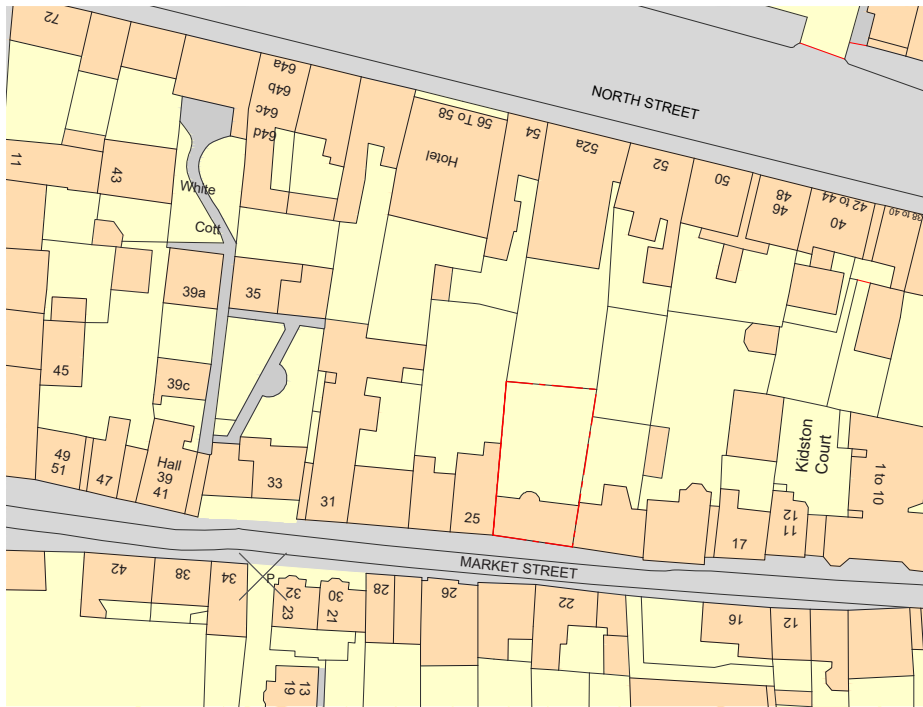 72
64a
64b
64c
64d
56 To 58
Hotel
54
52a
NORTH STREET
52
50
48
46
42 to 44
40
38 to 40
11
43
White
Cott
39a
35
45
39c
49
51
47
Hall
39
41
33
31
25
Kidston
Court
1 to 10
17
12
11
MARKET STREET
42
38
34
P
32
23
30
21
28
26
22
16
12
13
19